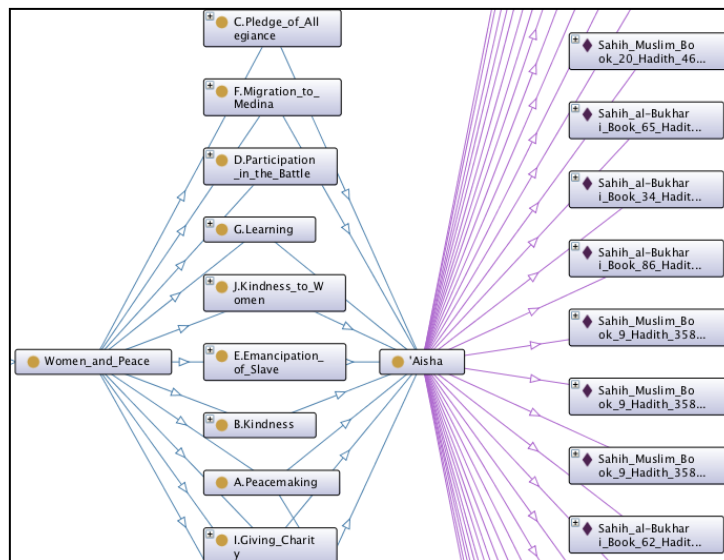 C.Pledge_of_All
egiance
F.Migration_to_
Medina
D.Participation
_in_the_Battle
G.Learning
J.Kindness_to_W
omen
Women_and_Peace
E.Emancipation_
of_Slave
B.Kindness
A.Peacemaking
I.Giving_Charit
y
'Aisha
Sahih_Muslim_Bo
ok_20_Hadith_46...
Sahih_al-Bukhar
i_Book_65_Hadit...
Sahih_al-Bukhar
i_Book_34_Hadit...
Sahih_al-Bukhar
i_Book_86_Hadit...
Sahih_Muslim_Bo
ok_9_Hadith_358...
Sahih_Muslim_Bo
ok_9_Hadith_358...
Sahih_Muslim_Bo
ok_9_Hadith_358...
Sahih_al-Bukhar
i_Book_62_Hadit...